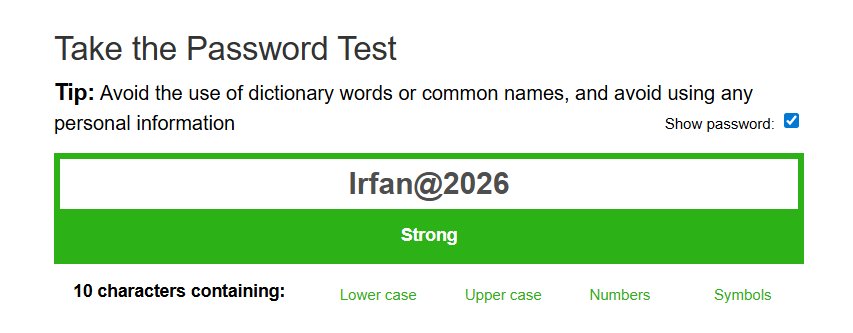 Take the Password Test
Tip: Avoid the use of dictionary words or common names, and avoid using any
personal information
Show password:
Irfan@2026
Strong
10 characters containing: Lower case Upper case Numbers Symbols